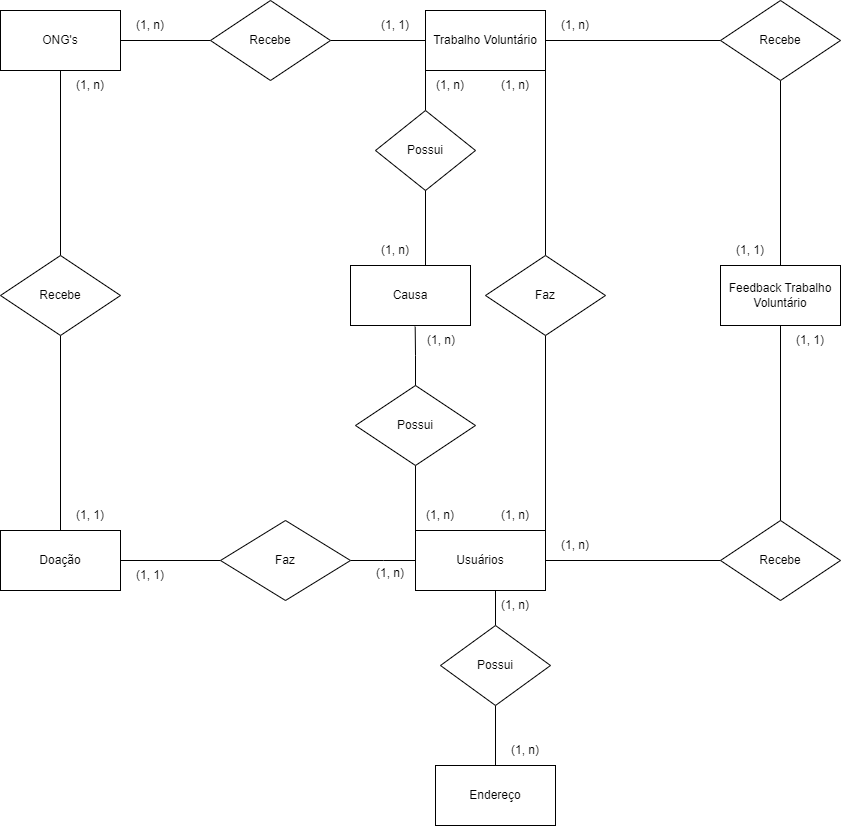 (1, n)
(1, 1)
(1, n)
ONG's
Recebe
Trabalho Voluntário
Recebe
(1, n)
(1, n)
(1, n)
Possui
(1, n)
(1, 1)
Recebe
Causa
Faz
Feedback Trabalho
Voluntário
(1, n)
(1, 1)
Possui
(1, 1)
(1, n)
(1, n)
(1, n)
Doação
Faz
Usuários
Recebe
(1, 1)
(1, n)
(1, n)
Possui
(1, n)
Endereço